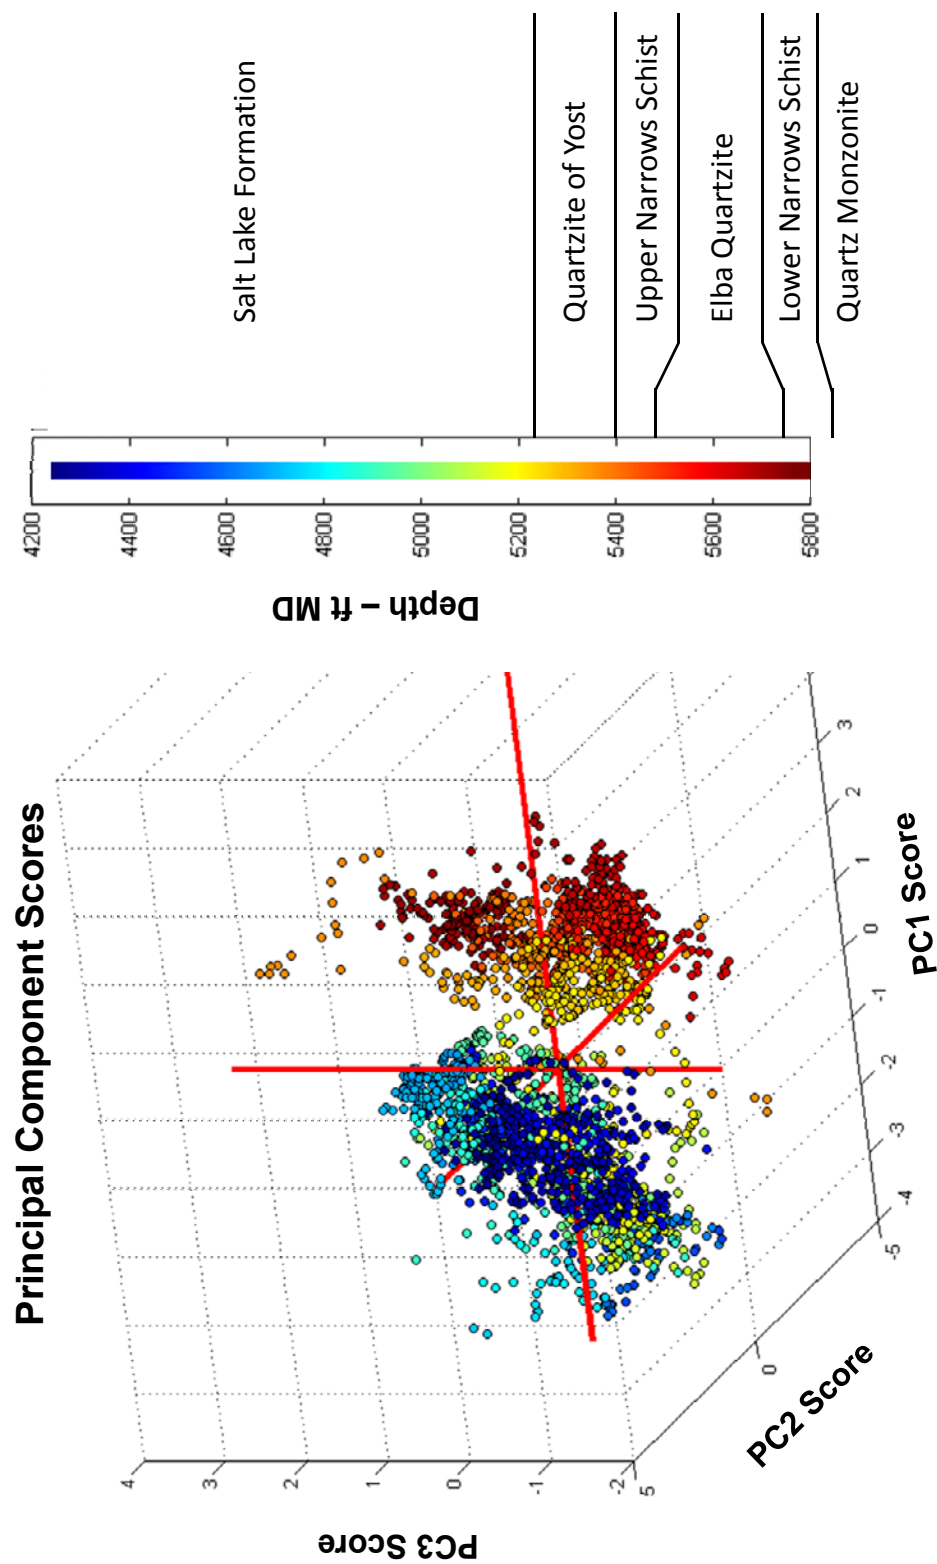 Principal Component Scores
PC3 Score
4
3
2
1
0
-1
-2
PC2 Score
5
0
-5
PC1 Score
-4
-3
-2
-1
0
1
2
3
Depth – ft MD
4200
4400
4600
4800
5000
5200
5400
5600
5800
Salt Lake Formation
Quartzite of Yost
Upper Narrows Schist
Elba Quartzite
Lower Narrows Schist
Quartz Monzonite